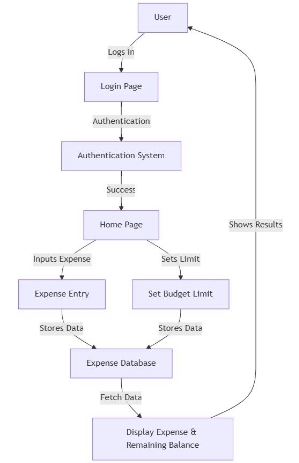 User
Logs In
Login Page
Authentication
Authentication System
Success
Home Page
Shows Results
Inputs Expense
Sets Limit
Expense Entry
Set Budget Limit
Stores Data
Stores Data
Expense Database
Fetch Data
Display Expense &
Remaining Balance